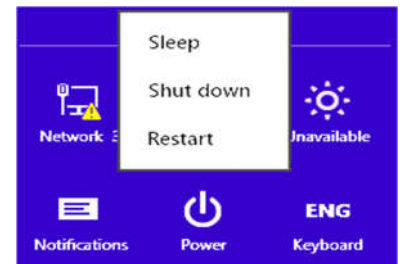 Sleep
Shut down
Restart
Network
Unavailable
ENG
Notifications
Power
Keyboard